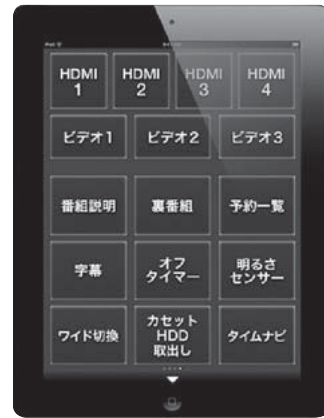 HDMI
1
HDMI
2
HDMI
3
HDMI
4
ビデオ1
ビデオ2
ビデオ3
番組説明
裏番組
予約一覧
字幕
オフ
タイマー
明るさ
センサー
ワイド切換
カセット
HDD
取出し
タイムナビ